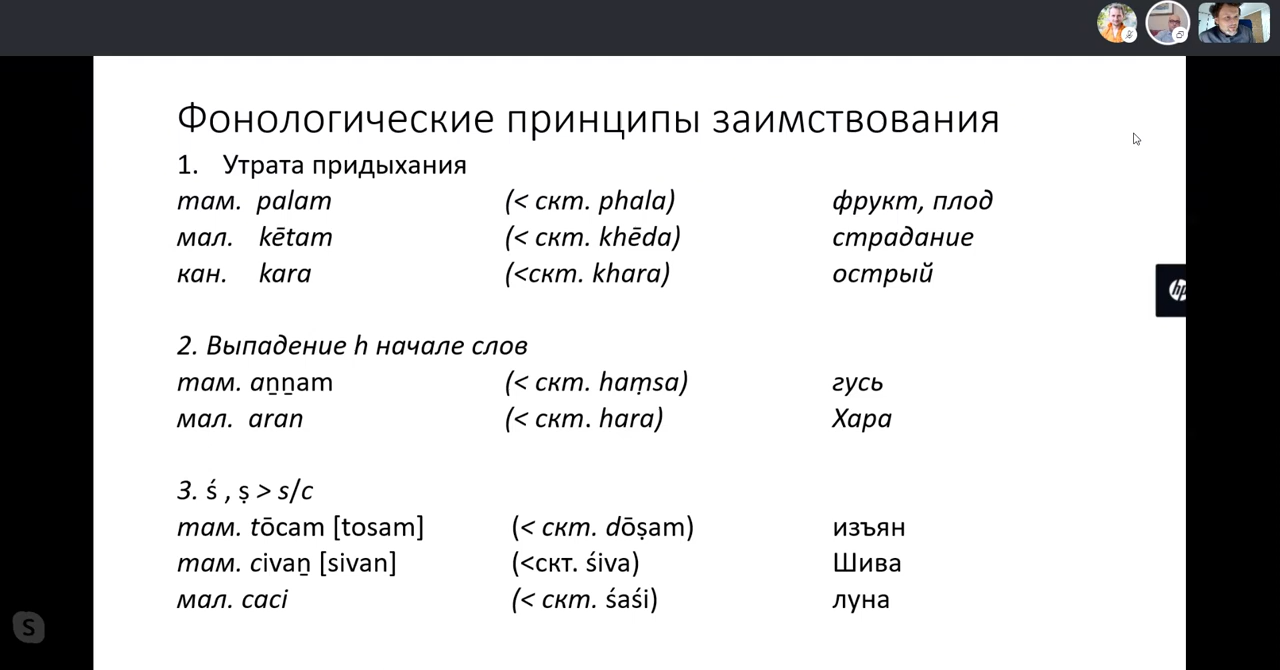 Фонологические принципы заимствования
1. Утрата придыхания
там. palam (< скт. phala) фрукт, плод
мал. kētam (< скт. khēda) страдание
кан. kara (<скт. khara) острый
2. Выпадение h начале слов
там. aṉṉam (< скт. haṃsa) гусь
мал. aran (< скт. hara) Хара
3. ś , ṣ > s/c
там. tōcam [tosam] (< скт. dōṣam) изъян
там. civaṉ [sivan] (<скт. śiva) Шива
мал. caci (< скт. śaśi) луна
hp
S